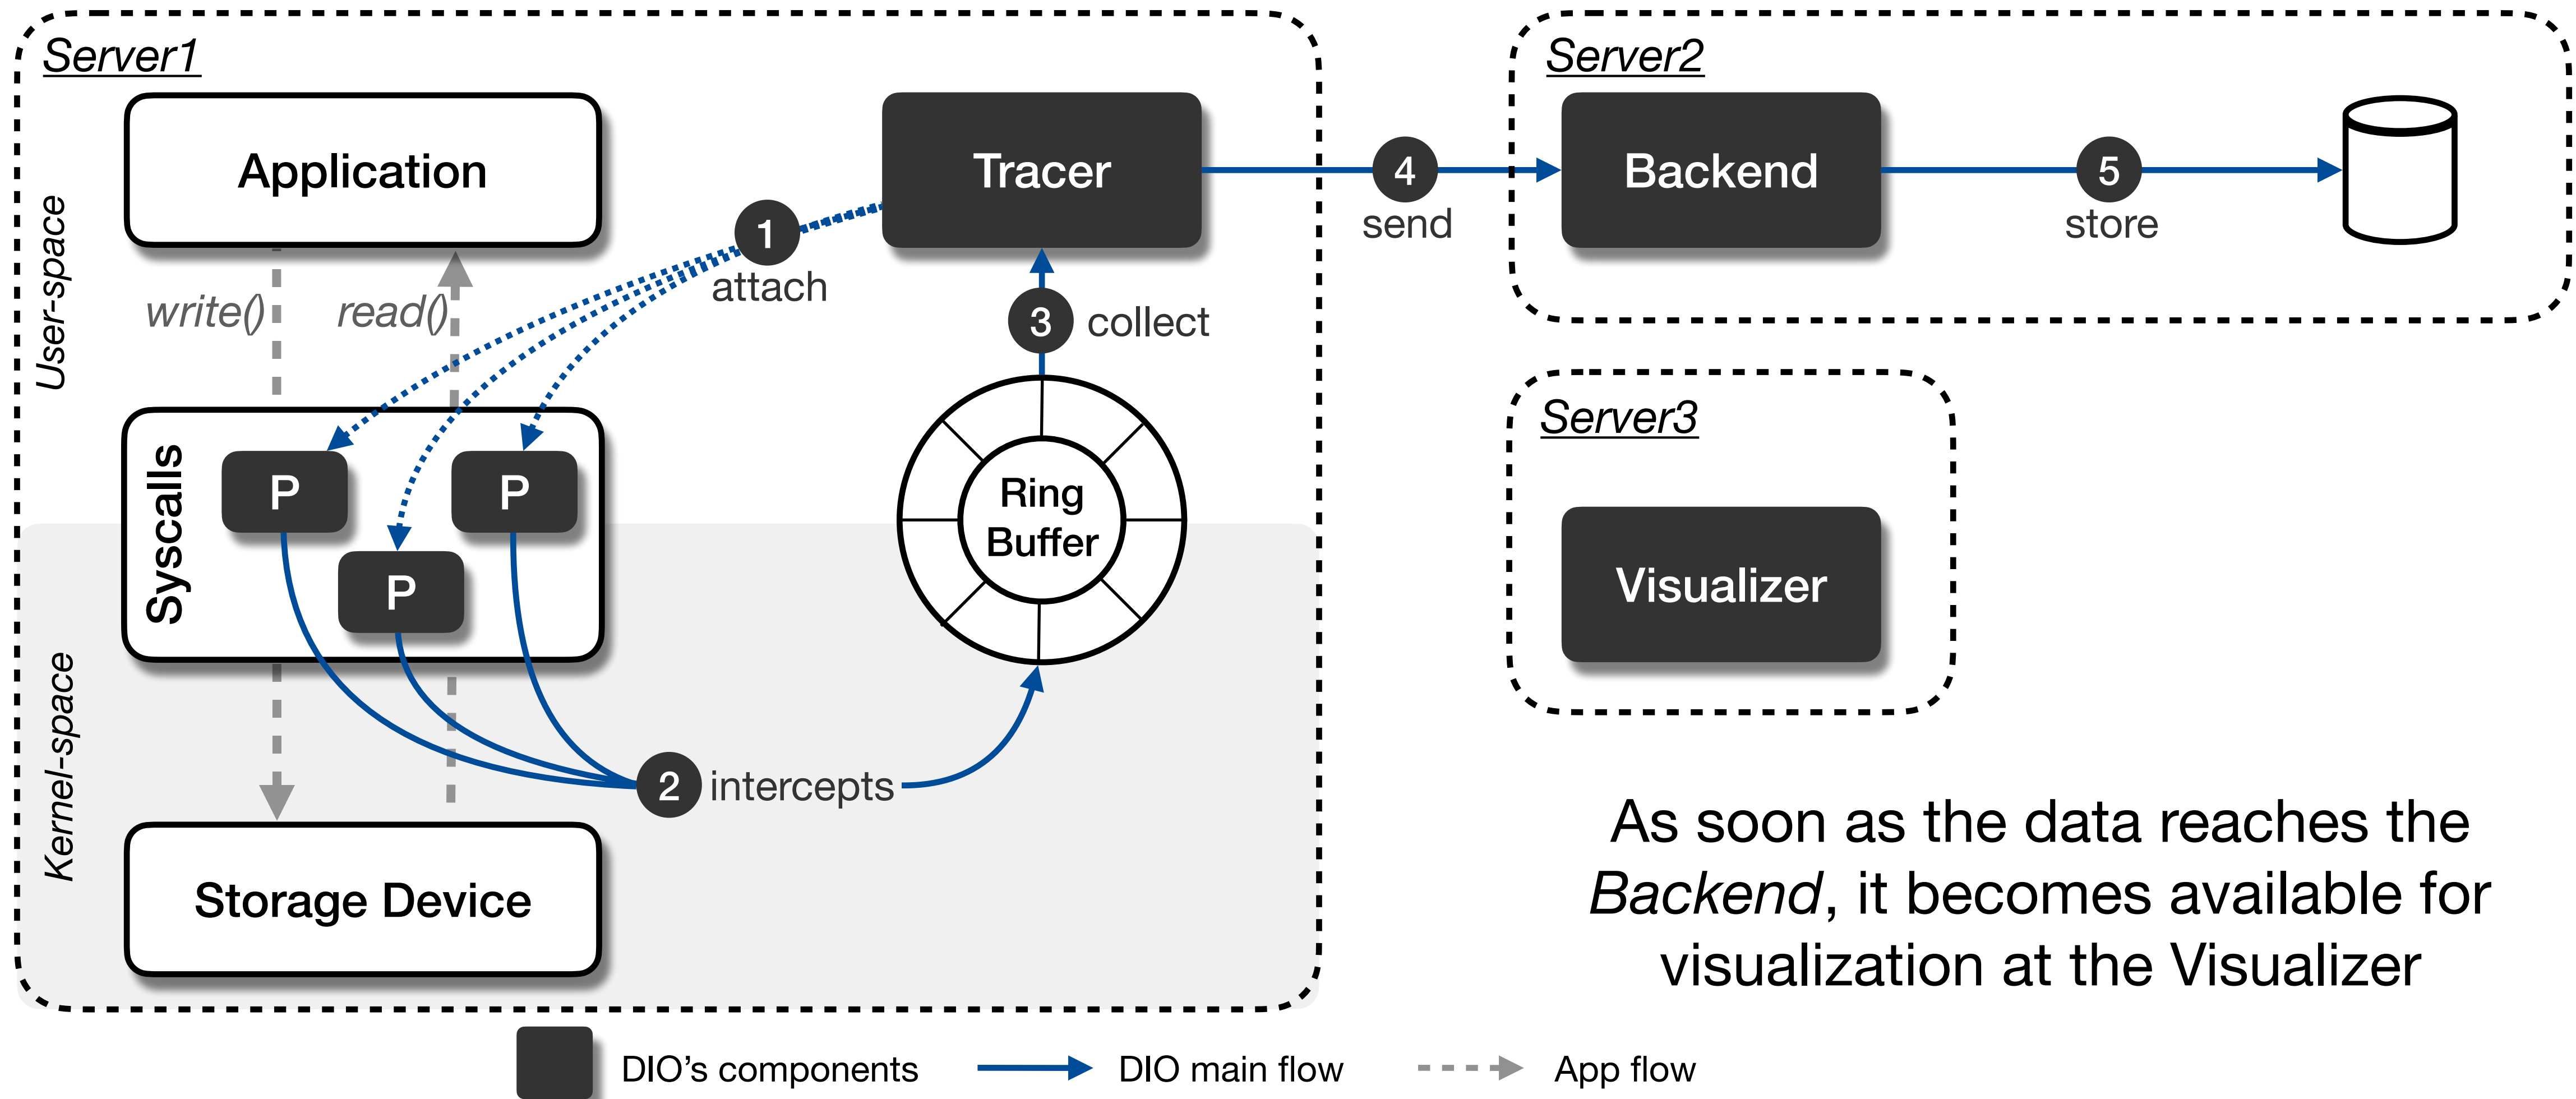 Server1
Server2
Application
Tracer
4
send
Backend
5
store
1
attach
User-space
write()
read()
3
collect
Server3
Syscalls
P
P
P
Ring
Buffer
Visualizer
Kernel-space
2
intercepts
Storage Device
As soon as the data reaches the
Backend, it becomes available for
visualization at the Visualizer
DIO's components
DIO main flow
App flow